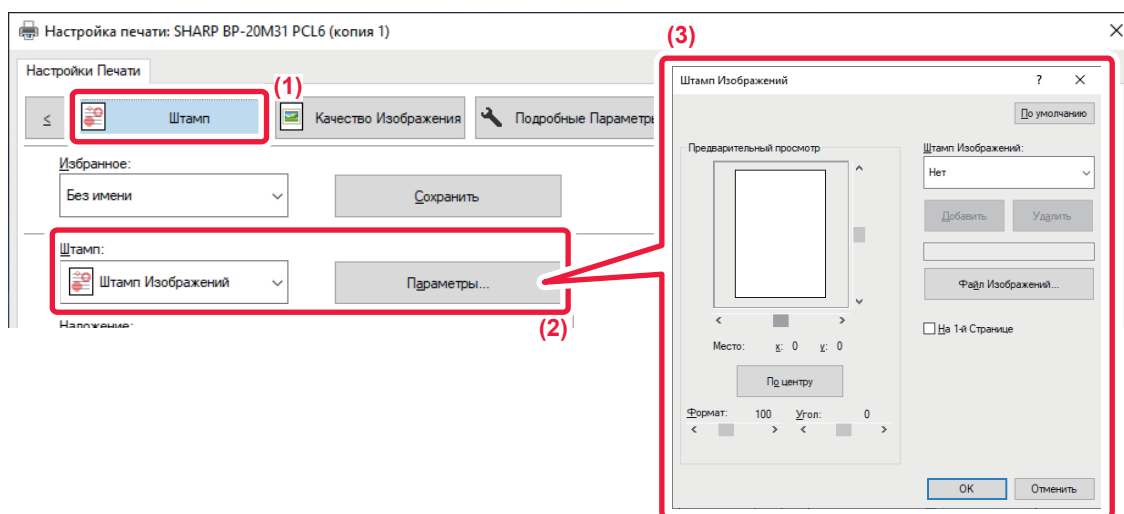 Настройка печати: SHARP BP-20M31 PCL6 (копия 1)
Настройки Печати
(1)
≤
Штамп
Качество Изображения
Подробные Параметры
Избранное:
Без имени
Сохранить
Штамп:
Штамп Изображений
Параметры...
(2)
Наложение:
(3)
Штамп Изображений
?
По умолчанию
Предварительный просмотр
Штамп Изображений:
Нет
Добавить
Удалить
Файл Изображений...
На 1-й Странице
Место: x: 0 y: 0
По центру
Формат: 100 Угол: 0
OK
Отменить